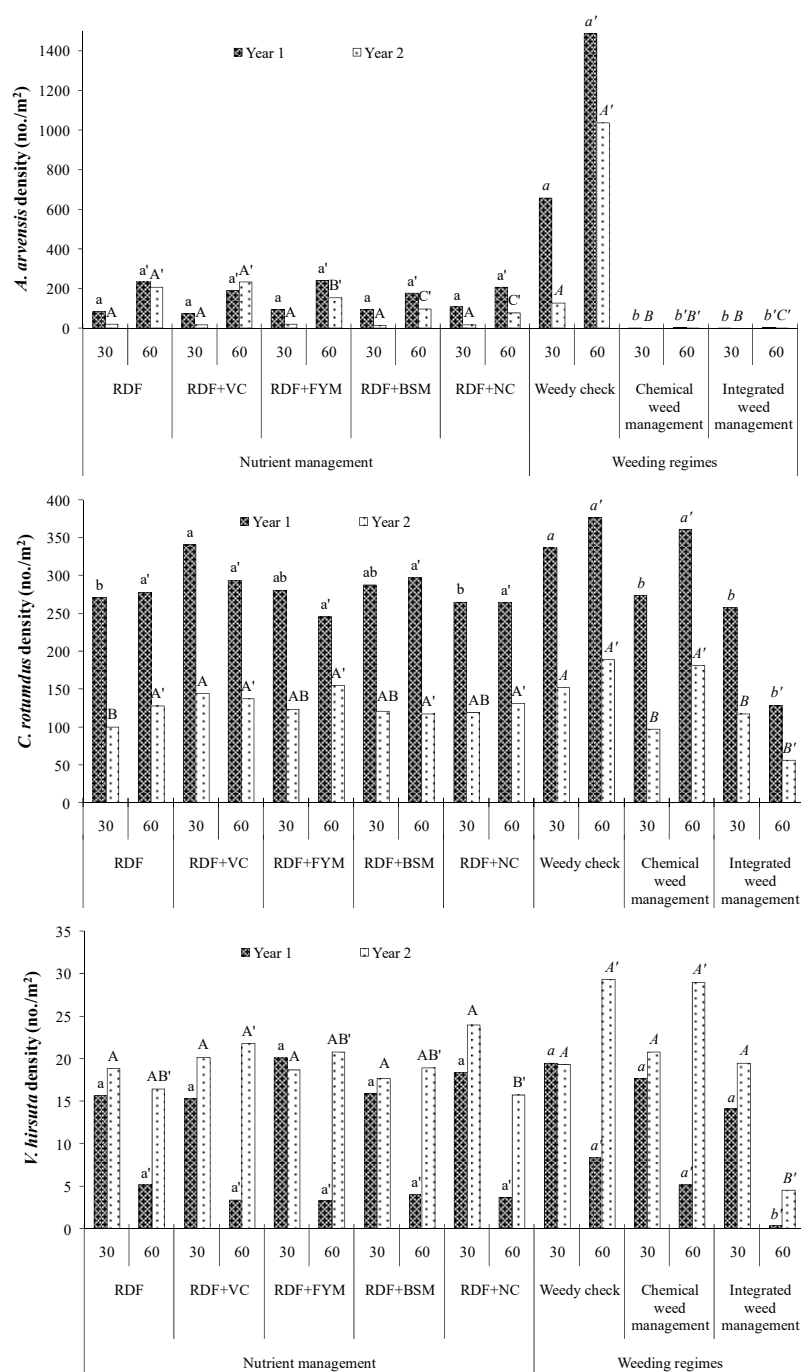 Year 1 Year 2
A. arvensis density (no./m²)
1400
1200
1000
800
600
400
200
0
a A a' A' a A a' A' a A a' B' a A a' C' a A a' C' a A a' A' b B b'B' b B b'C'
30 60 30 60 30 60 30 60 30 60 30 60 30 60 30 60
RDF RDF+VC RDF+FYM RDF+BSM RDF+NC Weedy check Chemical weed management Integrated weed management
Nutrient management Weeding regimes
Year 1 Year 2
C. rotumdus density (no./m²)
400
350
300
250
200
150
100
50
0
b B a' A' a A a' A' ab AB a' A' ab AB a' A' b AB a' A' a A a' A' b B a' A' b B b' B'
30 60 30 60 30 60 30 60 30 60 30 60 30 60 30 60
RDF RDF+VC RDF+FYM RDF+BSM RDF+NC Weedy check Chemical weed management Integrated weed management
Year 1 Year 2
V. hirsuta density (no./m²)
35
30
25
20
15
10
5
0
a A a' AB' a A a' A' a A a' AB' a A a' AB' a A a' B' a A a' A' a A a' A' a A b' B'
30 60 30 60 30 60 30 60 30 60 30 60 30 60 30 60
RDF RDF+VC RDF+FYM RDF+BSM RDF+NC Weedy check Chemical weed management Integrated weed management
Nutrient management Weeding regimes